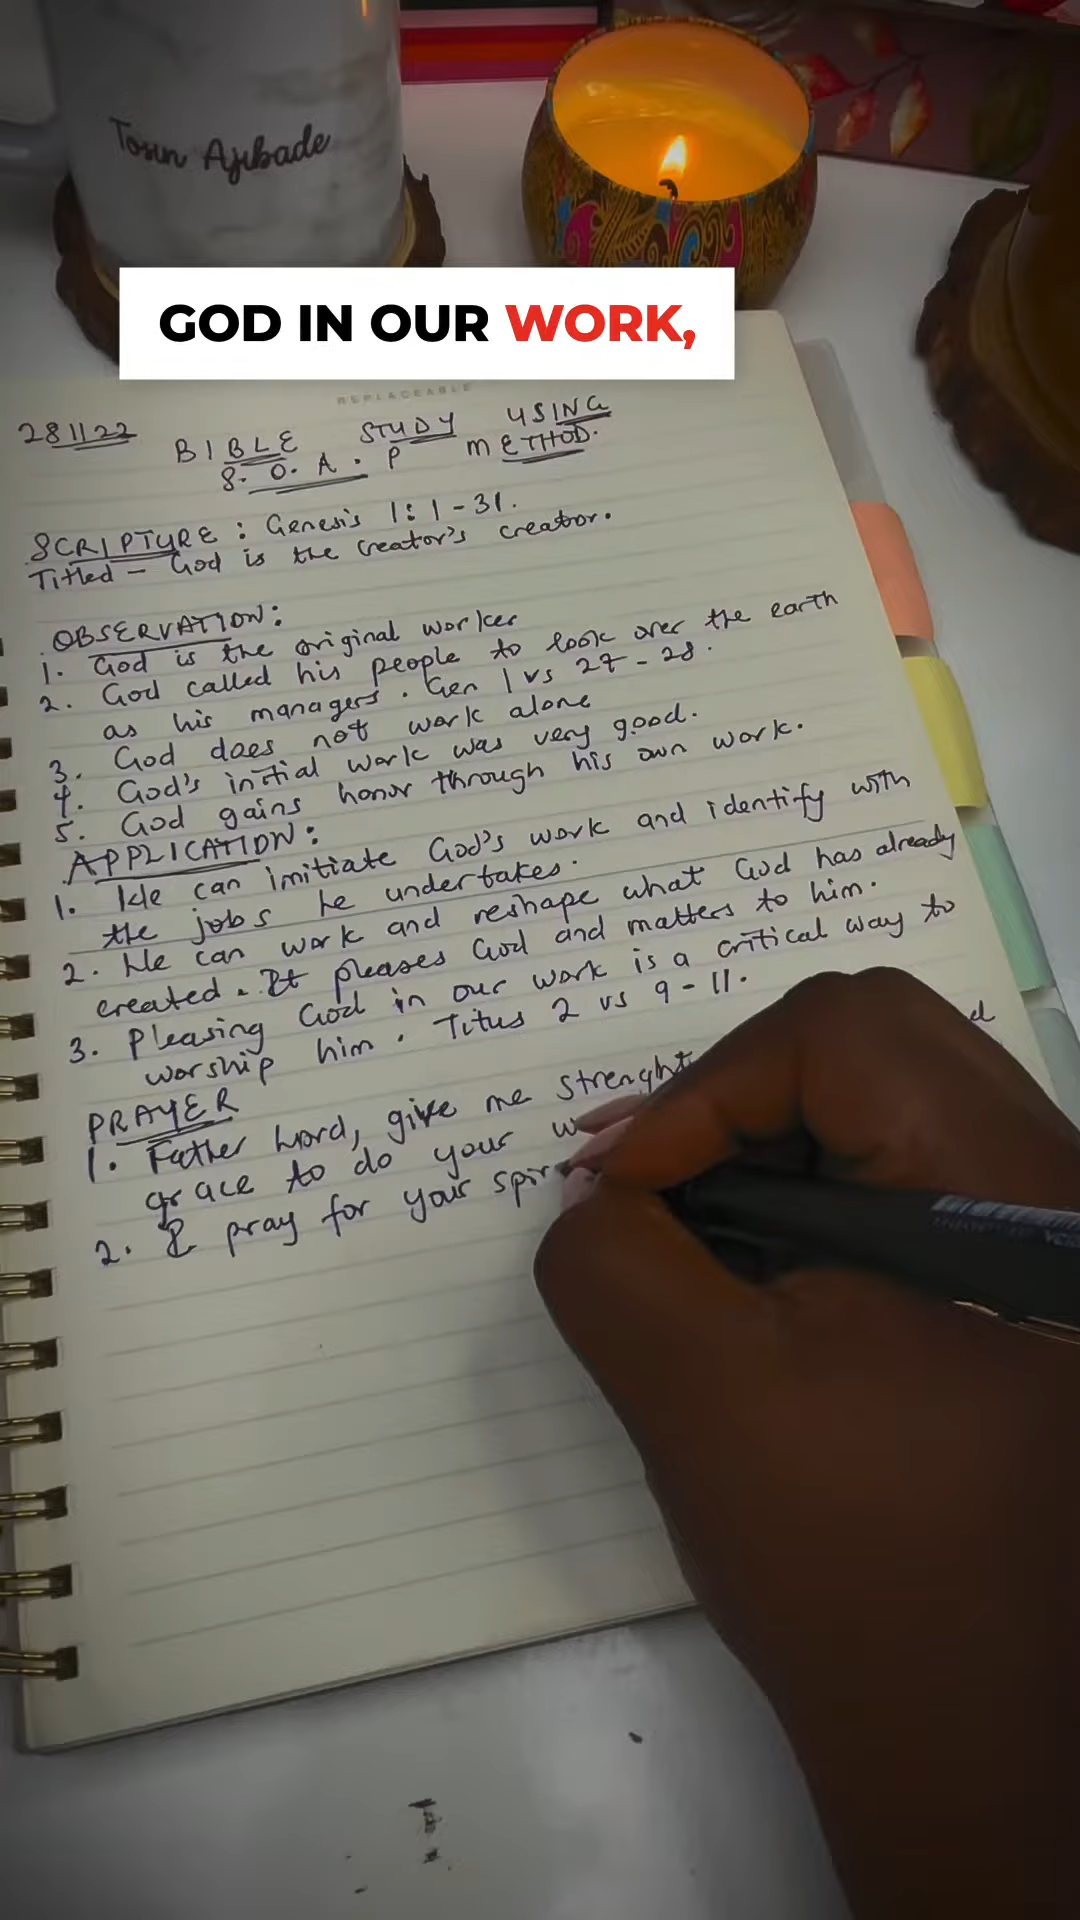 Tosin Ajibade
GOD IN OUR WORK,
REPLACEABLE
281122
BIBLE STUDY USING
S. O. A. P METHOD.
SCRIPTURE : Genesis 1:1-31.
Titled - God is the creator's creator.
OBSERVATION:
1. God is the original worker
2. God called his people to look over the earth
as his managers. Gen 1 vs 27-28.
3. God does not work alone
4. God's initial work was very good.
5. God gains honor through his own work.
APPLICATION:
1. We can imitiate God's work and identify with
the jobs he undertakes.
2. We can work and reshape what God has already
created. It pleases God and matters to him.
3. Pleasing God in our work is a critical way to
worship him. Titus 2 vs 9-11.
PRAYER
1. Father Lord, give me strenght
grace to do your
2. I pray for your